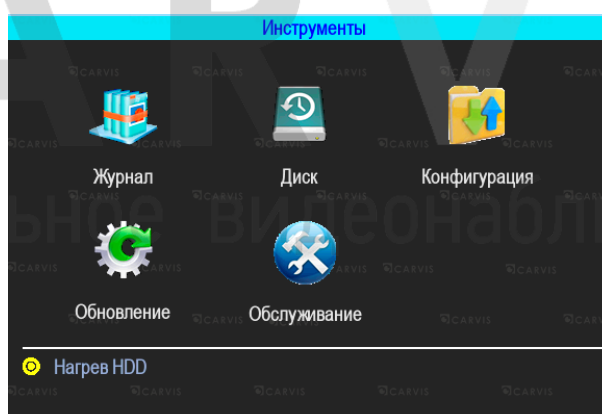 Инструменты
Журнал Диск Конфигурация
Обновление Обслуживание
Нагрев HDD